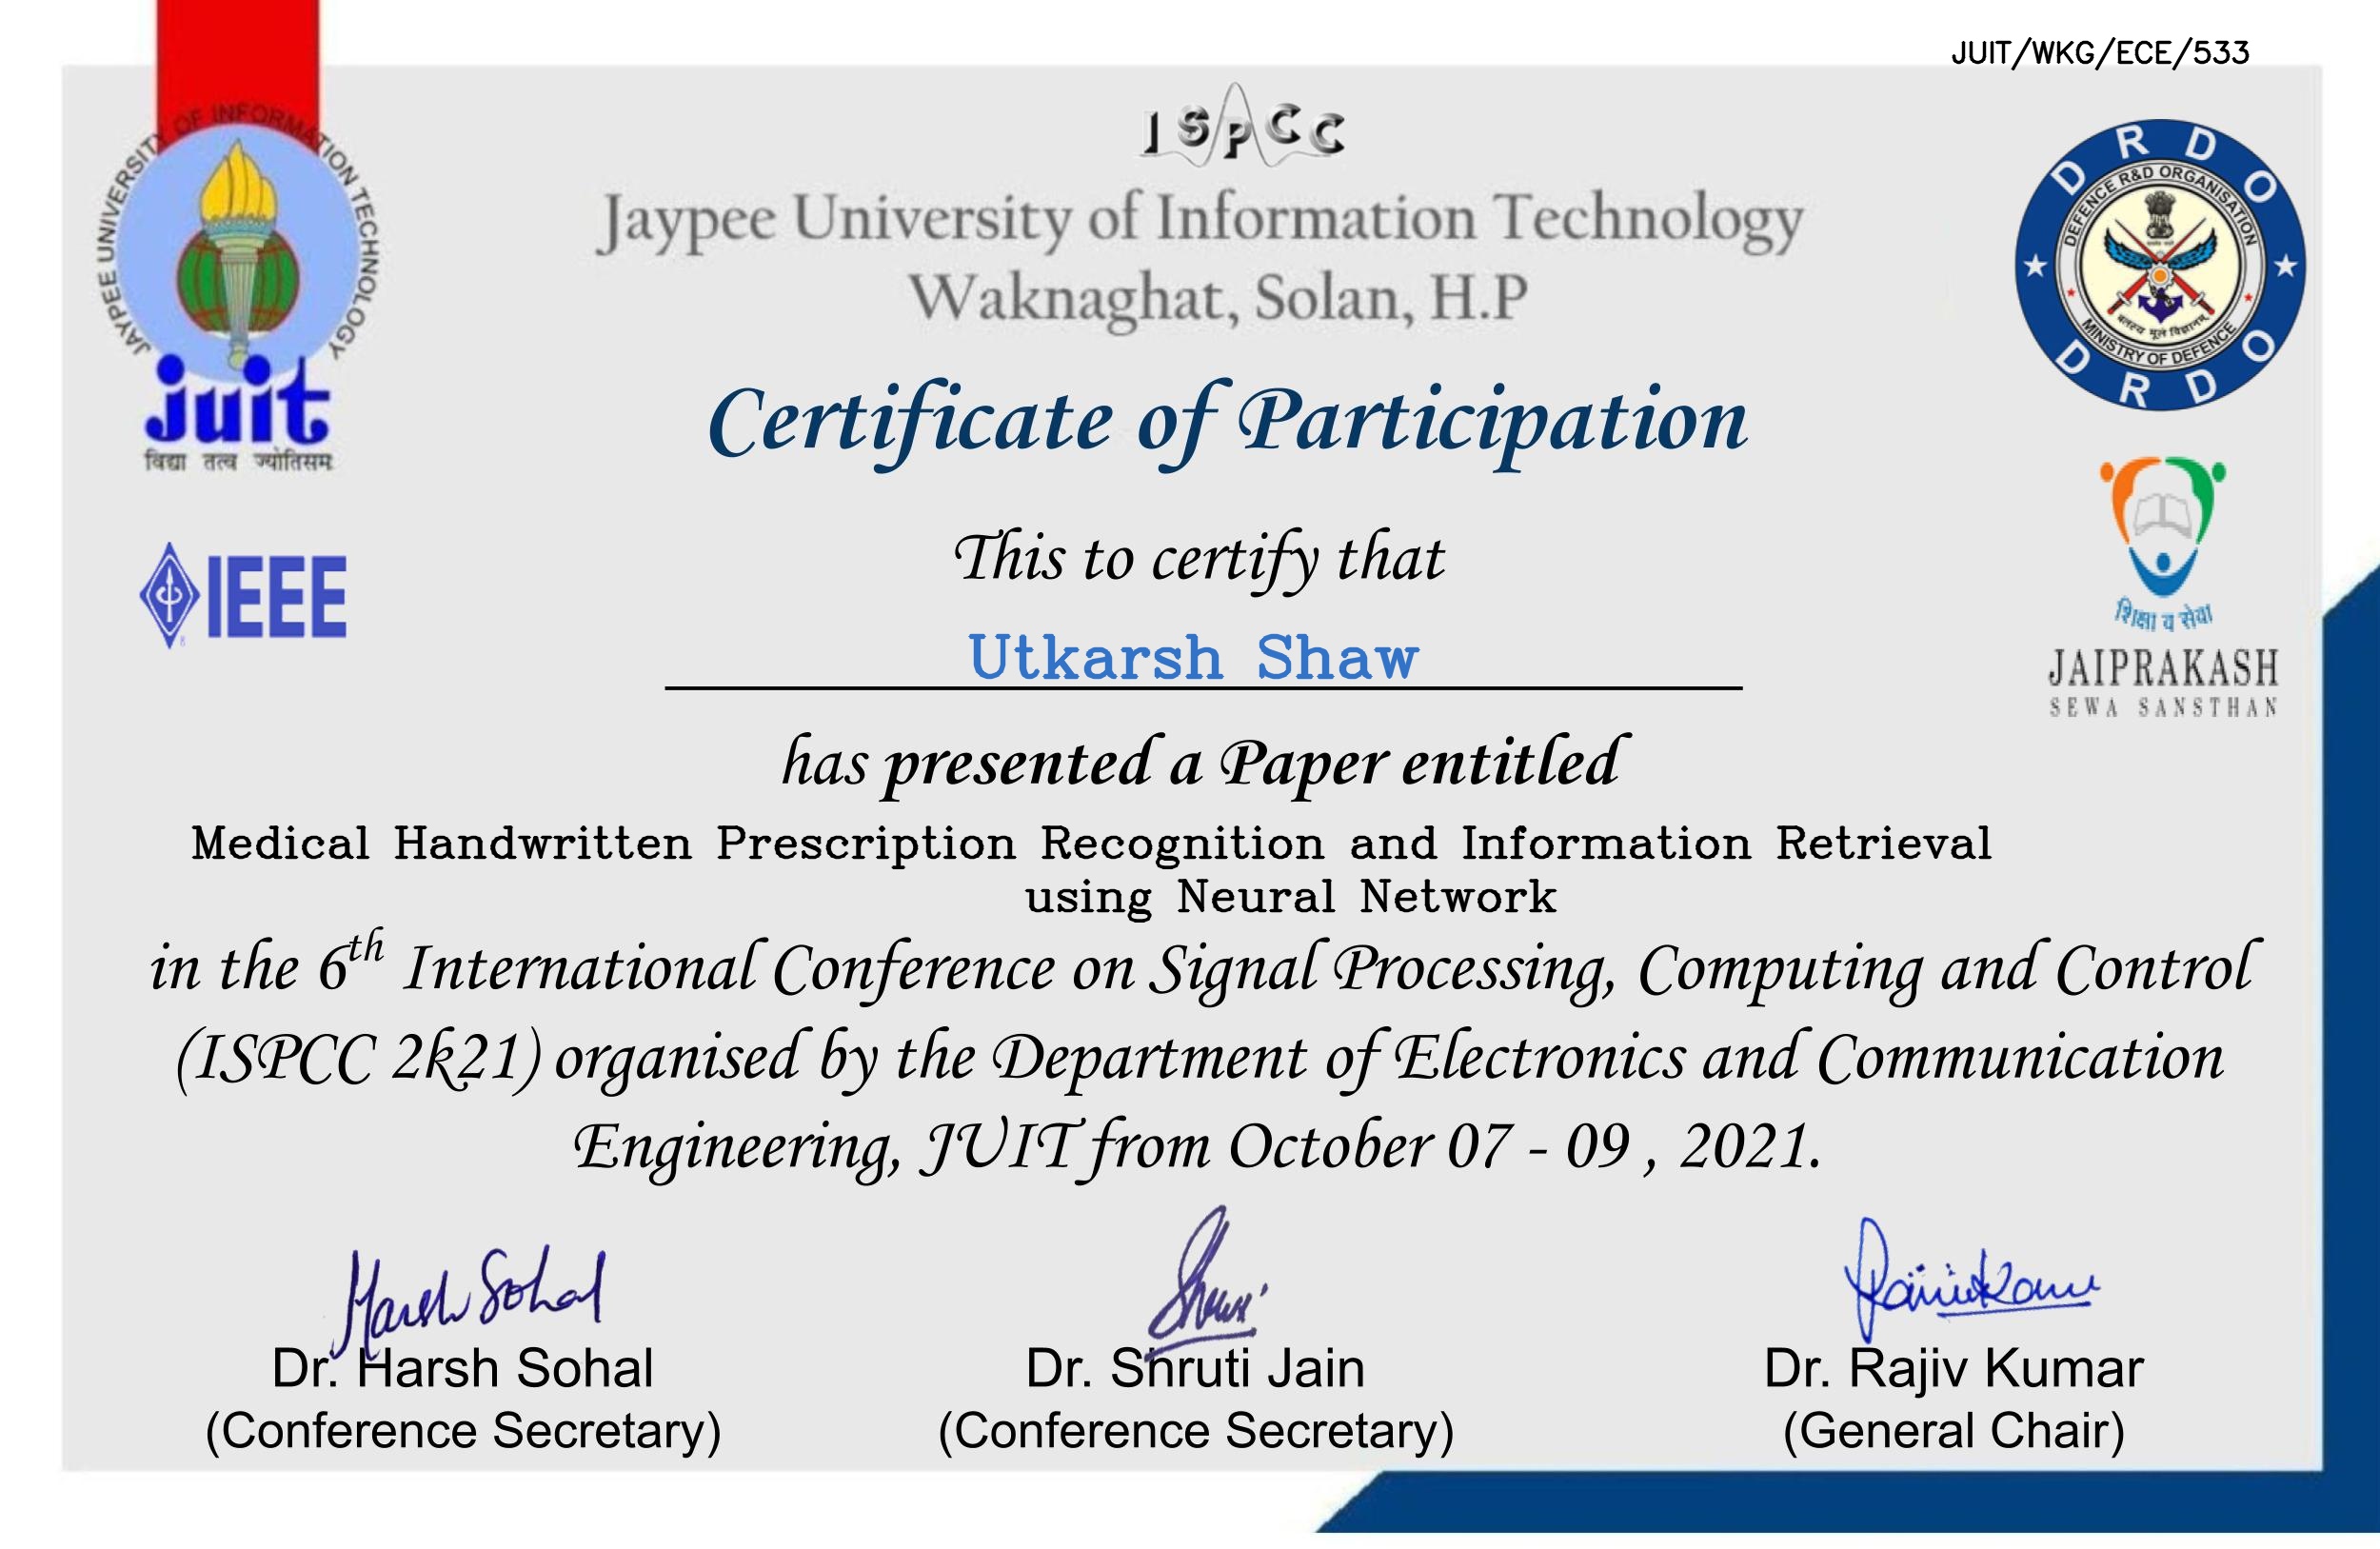 JUIT/WKG/ECE/533
JAYPEE UNIVERSITY OF INFORMATION TECHNOLOGY
juit
विद्या तत्व ज्योतिसम
ISPCC
Jaypee University of Information Technology
Waknaghat, Solan, H.P
DRDO
DEFENCE R&D ORGANISATION
बलस्य मूलं विज्ञानम्
MINISTRY OF DEFENCE
DRDO
Certificate of Participation
IEEE
शिक्षा व सेवा
JAIPRAKASH
SEWA SANSTHAN
This to certify that
Utkarsh Shaw
has presented a Paper entitled
Medical Handwritten Prescription Recognition and Information Retrieval
using Neural Network
in the 6th International Conference on Signal Processing, Computing and Control
(ISPCC 2k21) organised by the Department of Electronics and Communication
Engineering, JUIT from October 07 - 09 , 2021.
Harsh Sohal
Dr. Harsh Sohal
(Conference Secretary)
Dr. Shruti Jain
(Conference Secretary)
Dr. Rajiv Kumar
(General Chair)